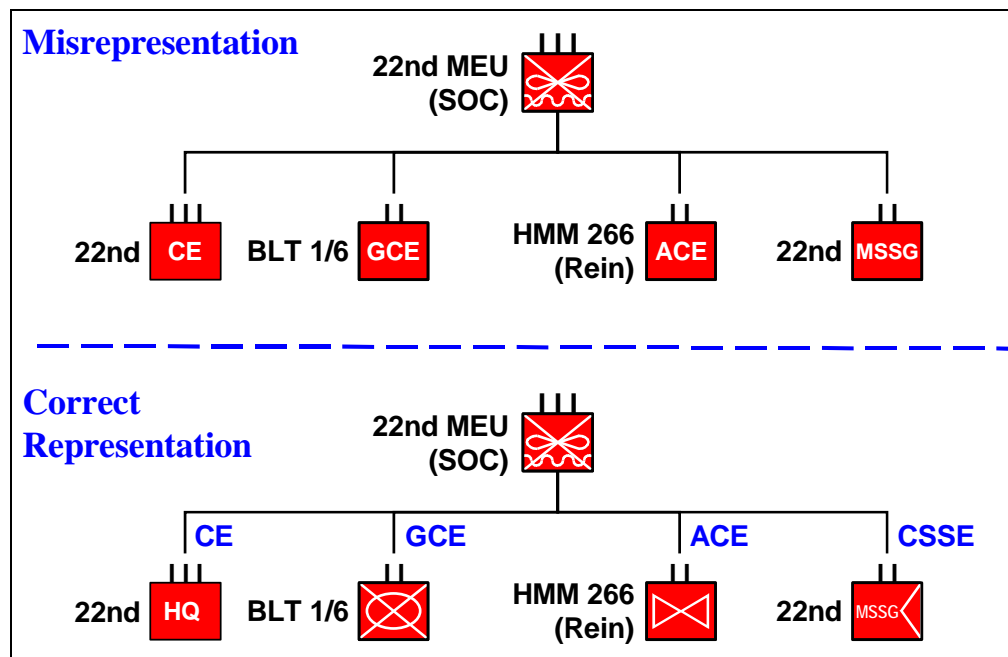 Misrepresentation
22nd MEU
(SOC)
22nd
CE
BLT 1/6
GCE
HMM 266
(Rein)
ACE
22nd
MSSG
Correct
Representation
22nd MEU
(SOC)
CE
GCE
ACE
CSSE
22nd
HQ
BLT 1/6
HMM 266
(Rein)
22nd
MSSG